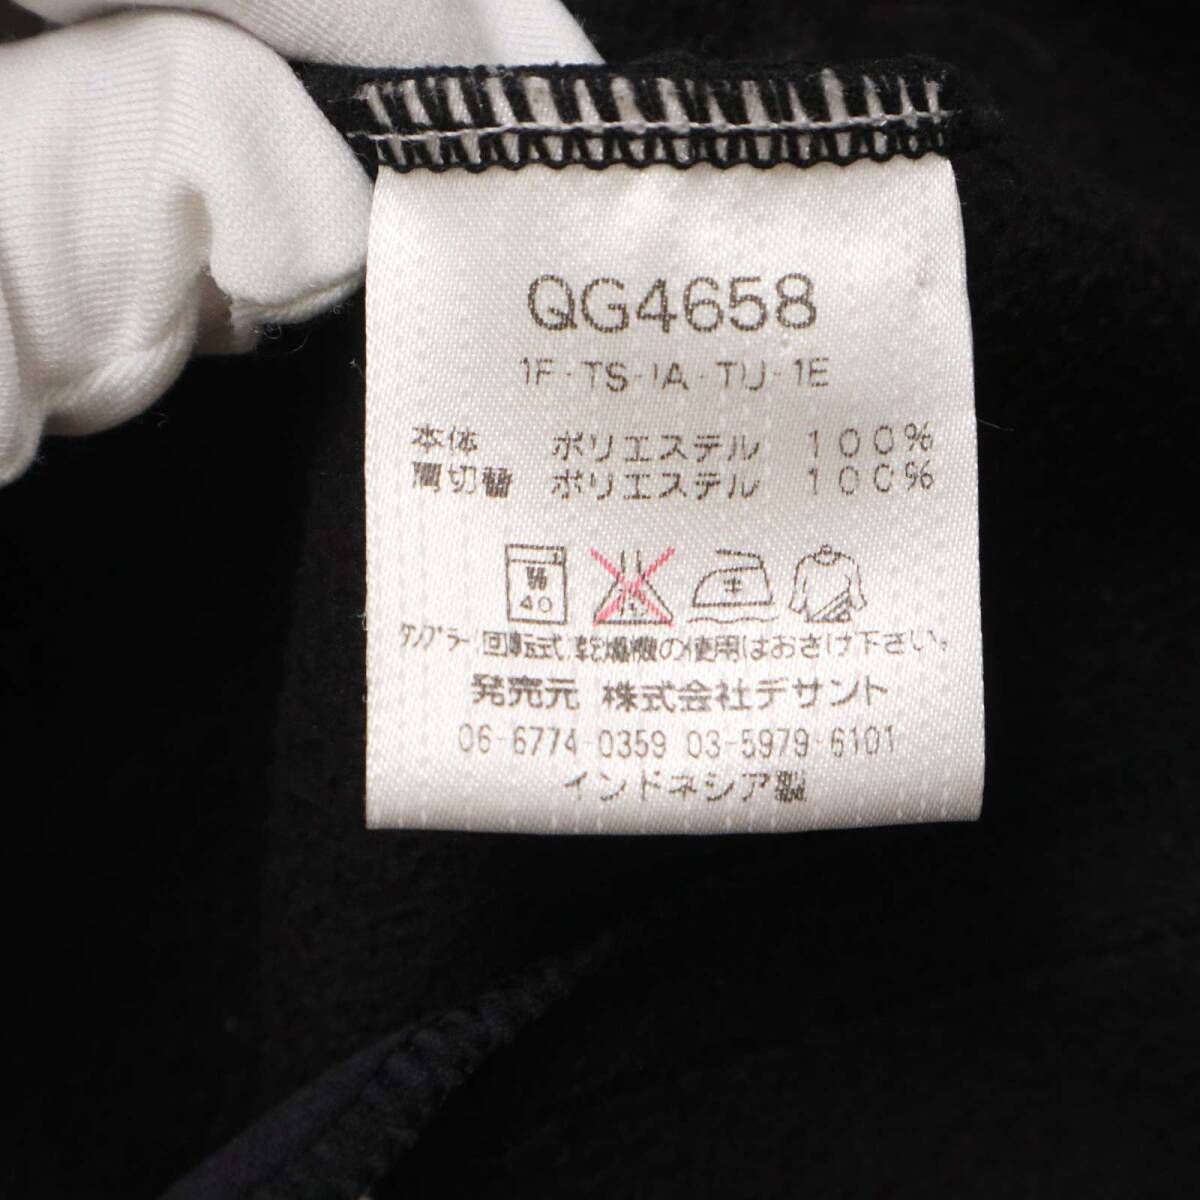 QG4658
1F-TS-IA-TU-1E
本体 ポリエステル 100%
肩切替 ポリエステル 100%
40
中
タンブラー 回転式 乾燥機の使用はおさけ下さい。
発売元 株式会社デサント
06-6774-0359 03-5979-6101
インドネシア製